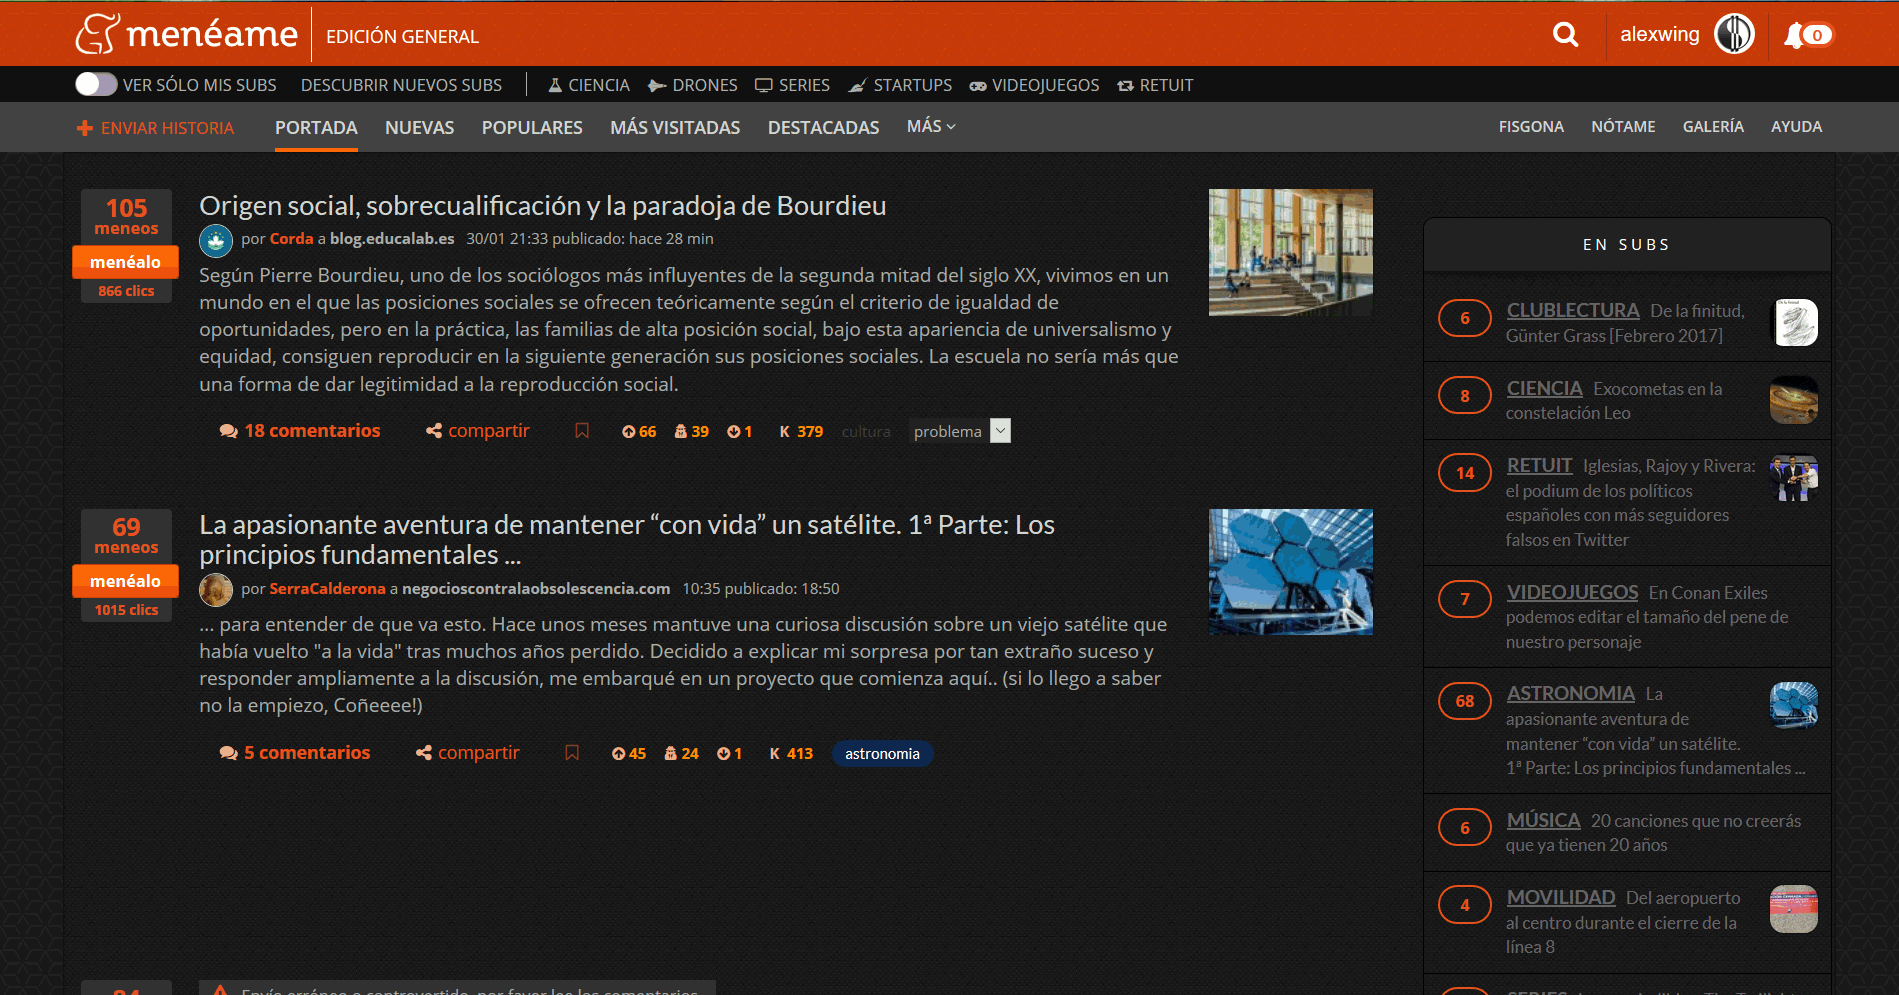 menéame EDICIÓN GENERAL alexwing 0
VER SÓLO MIS SUBS DESCUBRIR NUEVOS SUBS CIENCIA DRONES SERIES STARTUPS VIDEOJUEGOS RETUIT
ENVIAR HISTORIA PORTADA NUEVAS POPULARES MÁS VISITADAS DESTACADAS MÁS FISGONA NÓTAME GALERÍA AYUDA
105
meneos
menéalo
866 clics
Origen social, sobrecualificación y la paradoja de Bourdieu
por Corda a blog.educalab.es 30/01 21:33 publicado: hace 28 min
Según Pierre Bourdieu, uno de los sociólogos más influyentes de la segunda mitad del siglo XX, vivimos en un
mundo en el que las posiciones sociales se ofrecen teóricamente según el criterio de igualdad de
oportunidades, pero en la práctica, las familias de alta posición social, bajo esta apariencia de universalismo y
equidad, consiguen reproducir en la siguiente generación sus posiciones sociales. La escuela no sería más que
una forma de dar legitimidad a la reproducción social.
18 comentarios compartir 66 39 1 K 379 cultura problema
69
meneos
menéalo
1015 clics
La apasionante aventura de mantener “con vida” un satélite. 1ª Parte: Los
principios fundamentales ...
por SerraCalderona a negocioscontralaobsolescencia.com 10:35 publicado: 18:50
... para entender de que va esto. Hace unos meses mantuve una curiosa discusión sobre un viejo satélite que
había vuelto "a la vida" tras muchos años perdido. Decidido a explicar mi sorpresa por tan extraño suceso y
responder ampliamente a la discusión, me embarqué en un proyecto que comienza aquí.. (si lo llego a saber
no la empiezo, Coñeeee!)
5 comentarios compartir 45 24 1 K 413 astronomia
84
Envío erróneo o controvertido, por favor lee los comentarios.
EN SUBS
6 CLUBLECTURA De la finitud,
Günter Grass [Febrero 2017]
8 CIENCIA Exocometas en la
constelación Leo
14 RETUIT Iglesias, Rajoy y Rivera:
el podium de los políticos
españoles con más seguidores
falsos en Twitter
7 VIDEOJUEGOS En Conan Exiles
podemos editar el tamaño del pene de
nuestro personaje
68 ASTRONOMIA La
apasionante aventura de
mantener “con vida” un satélite.
1ª Parte: Los principios fundamentales ...
6 MÚSICA 20 canciones que no creerás
que ya tienen 20 años
4 MOVILIDAD Del aeropuerto
al centro durante el cierre de la
línea 8
SERIES